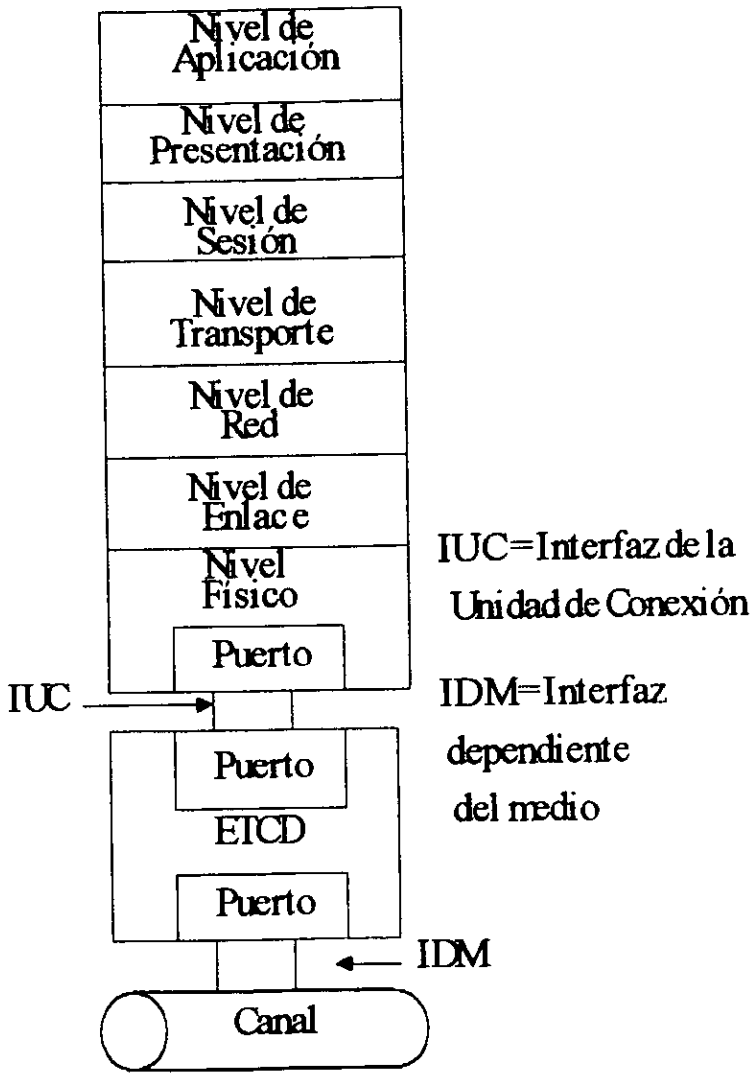 Nivel de
Aplicación
Nivel de
Presentación
Nivel de
Sesión
Nivel de
Transporte
Nivel de
Red
Nivel de
Enlace
Nivel
Físico
Puerto
IUC
Puerto
ETCD
Puerto
IDM
Canal
IUC=Interfaz de la
Unidad de Conexión
IDM=Interfaz
dependiente
del medio